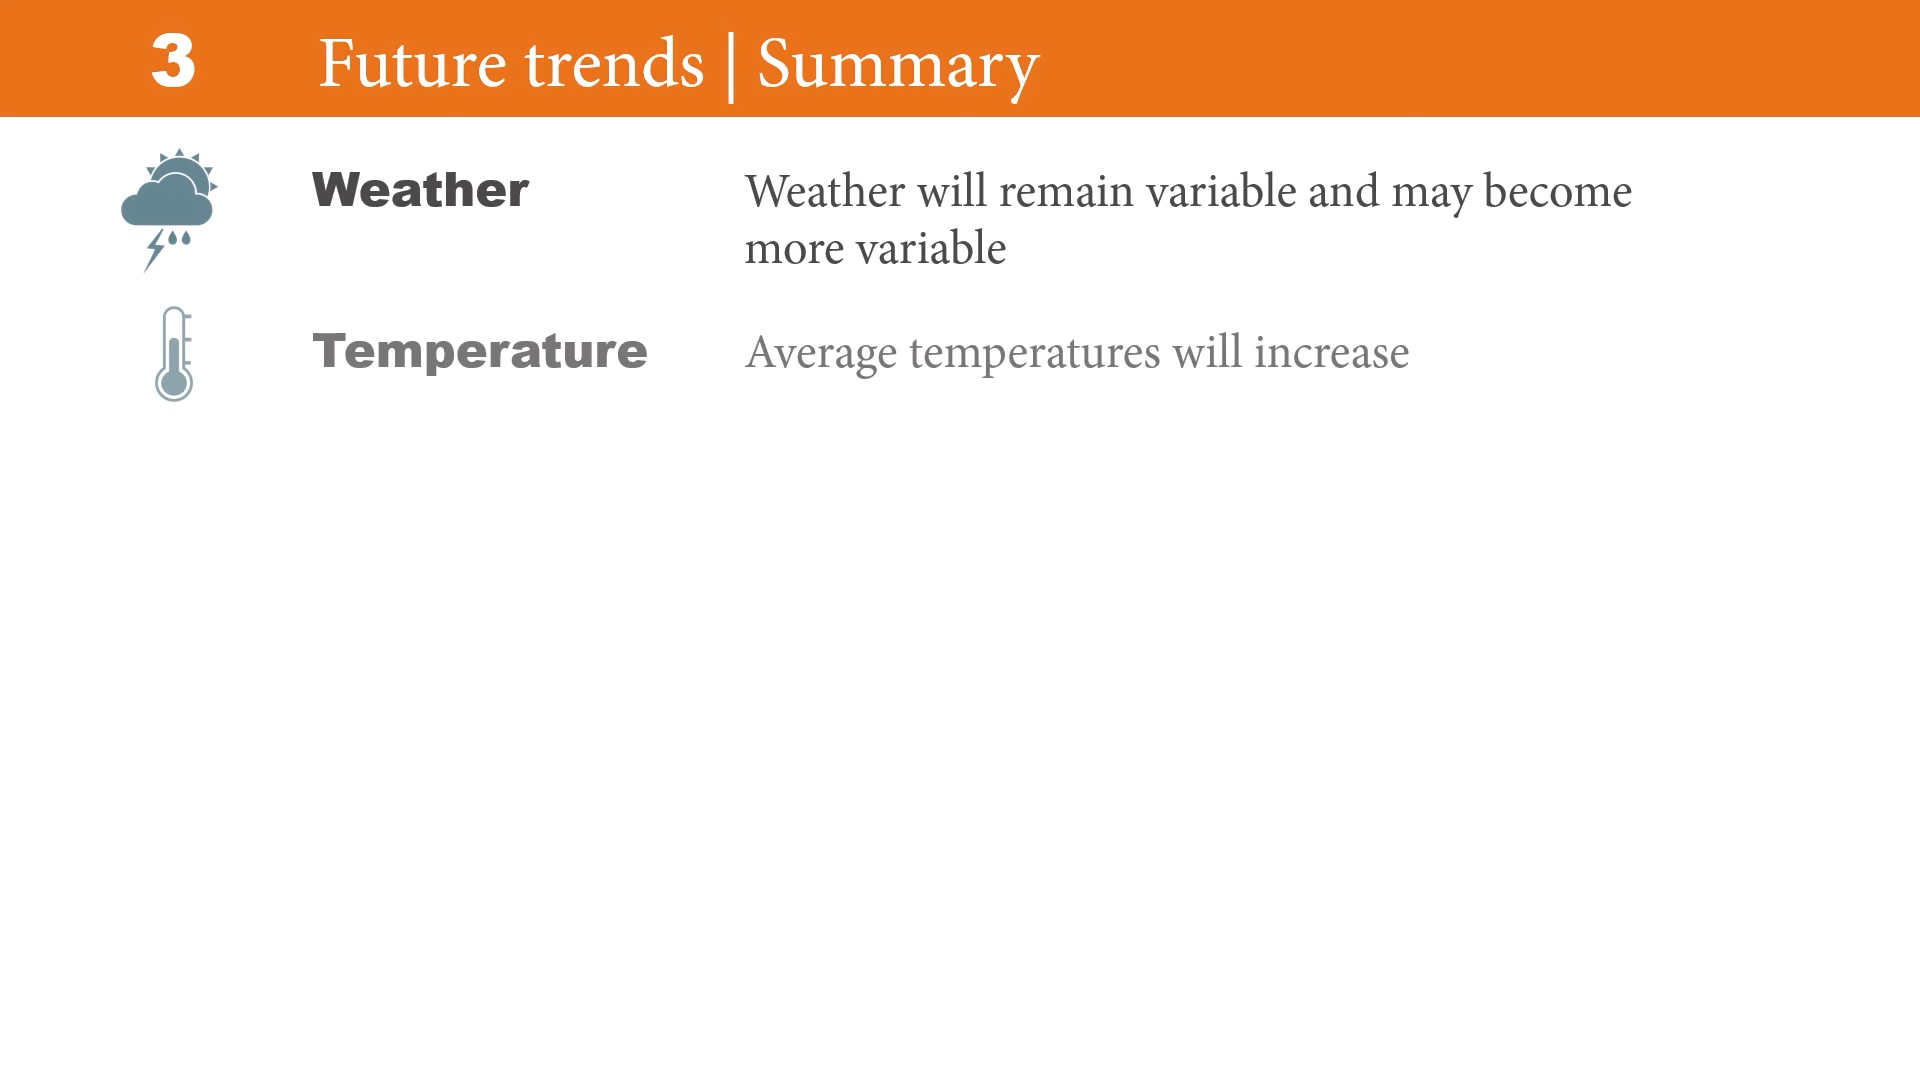 3 Future trends | Summary
Weather Weather will remain variable and may become
more variable
Temperature Average temperatures will increase